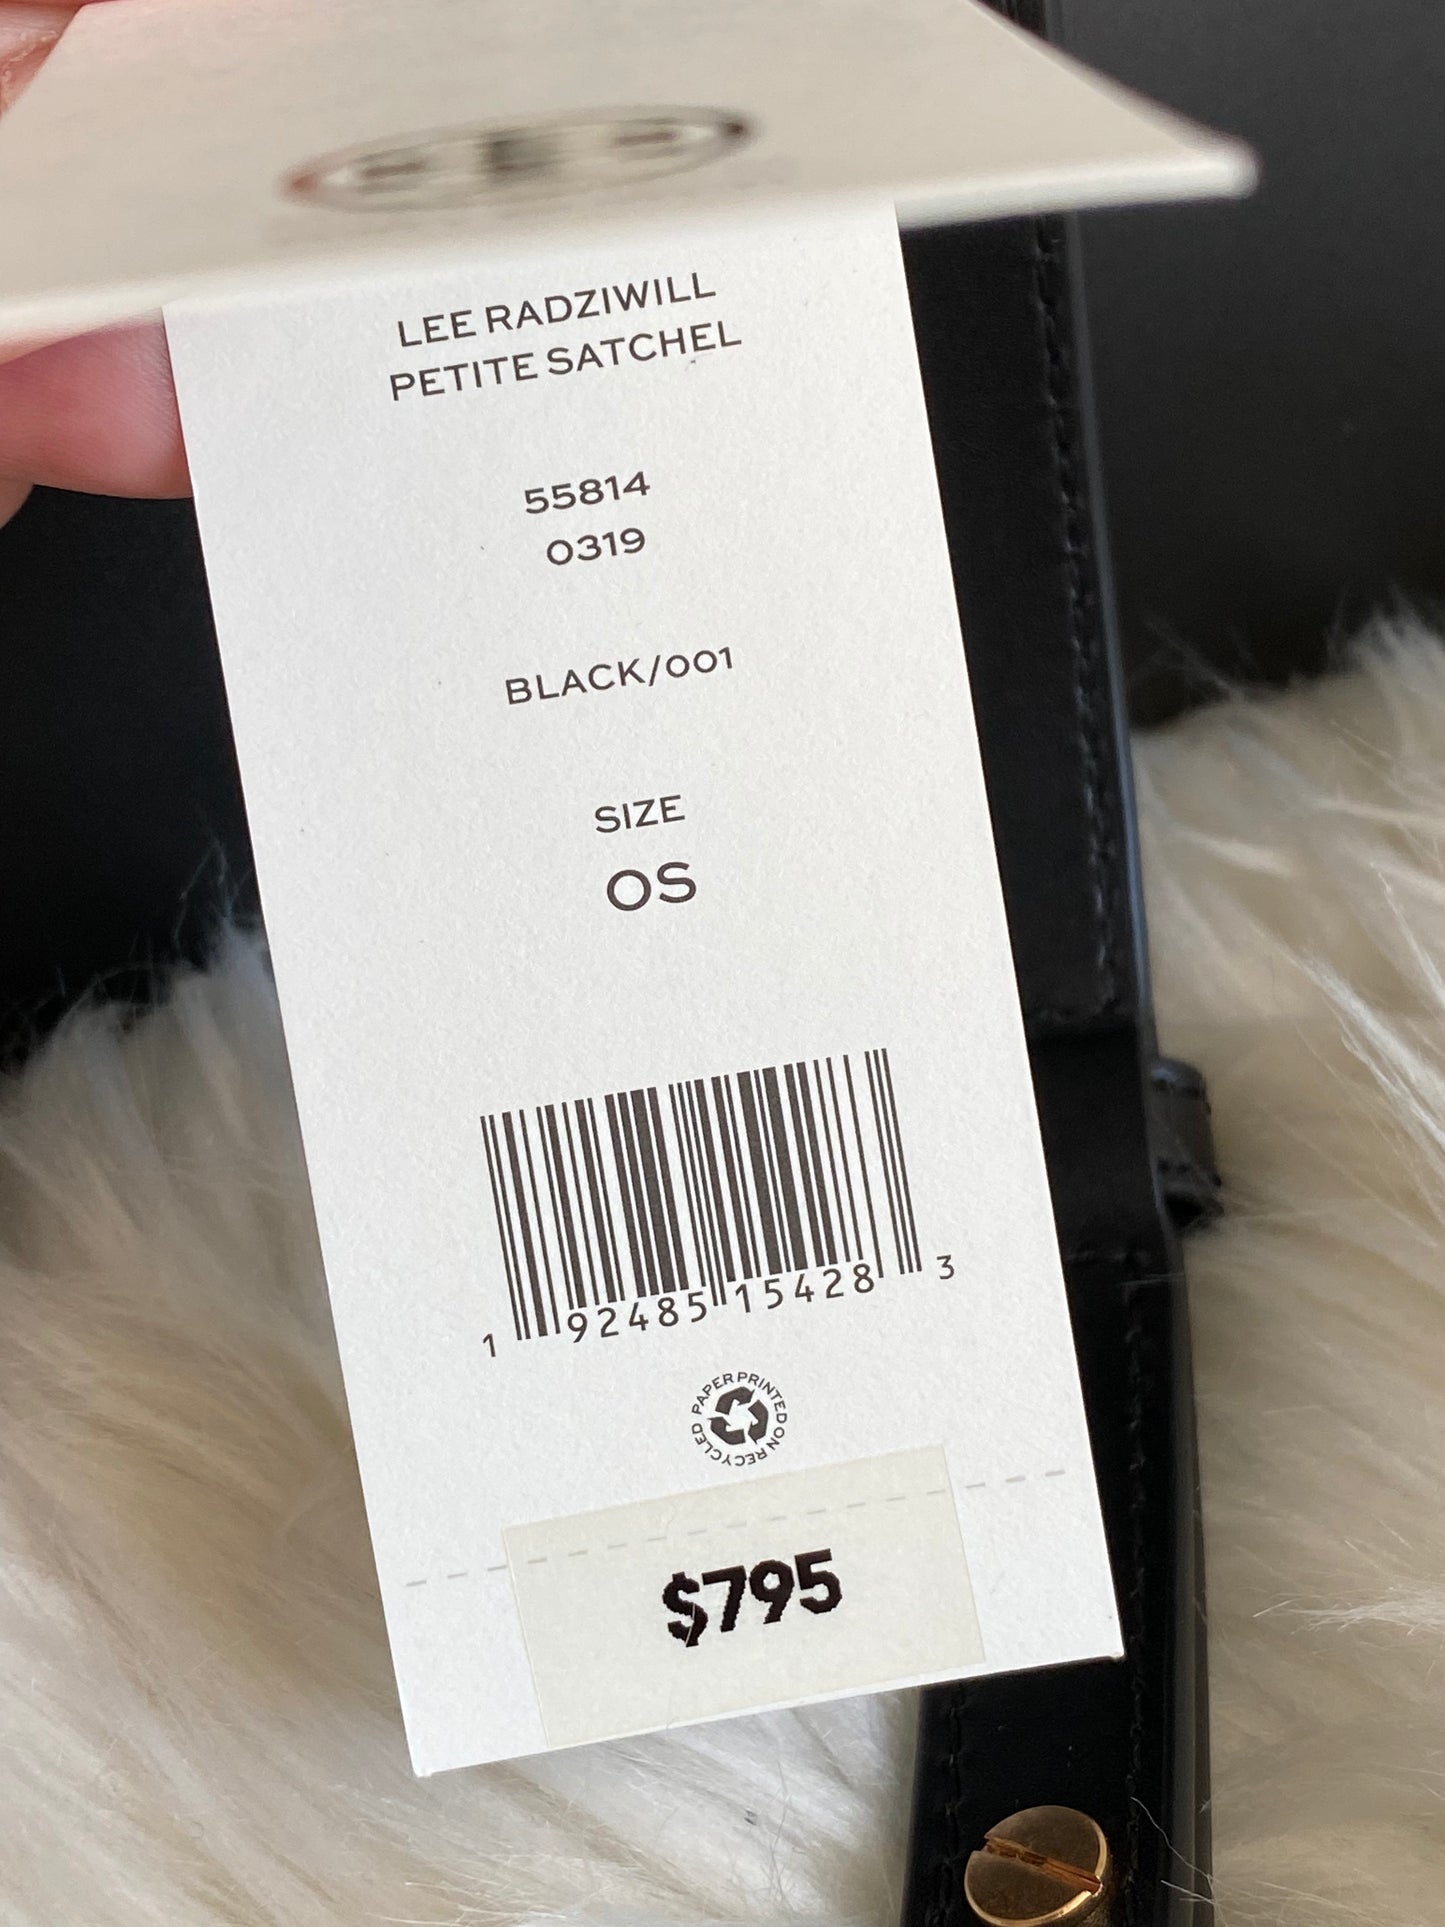 LEE RADZIWILL
PETITE SATCHEL
55814
0319
BLACK/001
SIZE
OS
1 92485 15428 3
PAPER PRINTED ON RECYCLED
$795